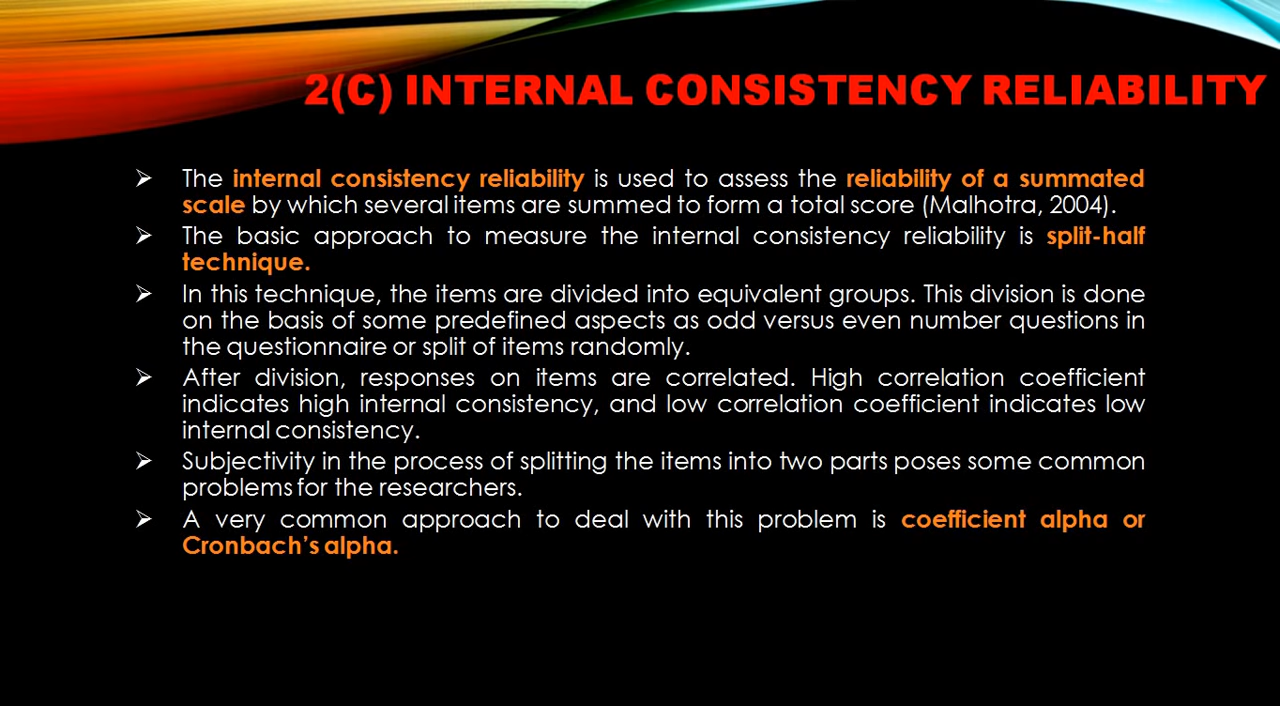 2(C) INTERNAL CONSISTENCY RELIABILITY
➢ The internal consistency reliability is used to assess the reliability of a summated
scale by which several items are summed to form a total score (Malhotra, 2004).
➢ The basic approach to measure the internal consistency reliability is split-half
technique.
➢ In this technique, the items are divided into equivalent groups. This division is done
on the basis of some predefined aspects as odd versus even number questions in
the questionnaire or split of items randomly.
➢ After division, responses on items are correlated. High correlation coefficient
indicates high internal consistency, and low correlation coefficient indicates low
internal consistency.
➢ Subjectivity in the process of splitting the items into two parts poses some common
problems for the researchers.
➢ A very common approach to deal with this problem is coefficient alpha or
Cronbach’s alpha.